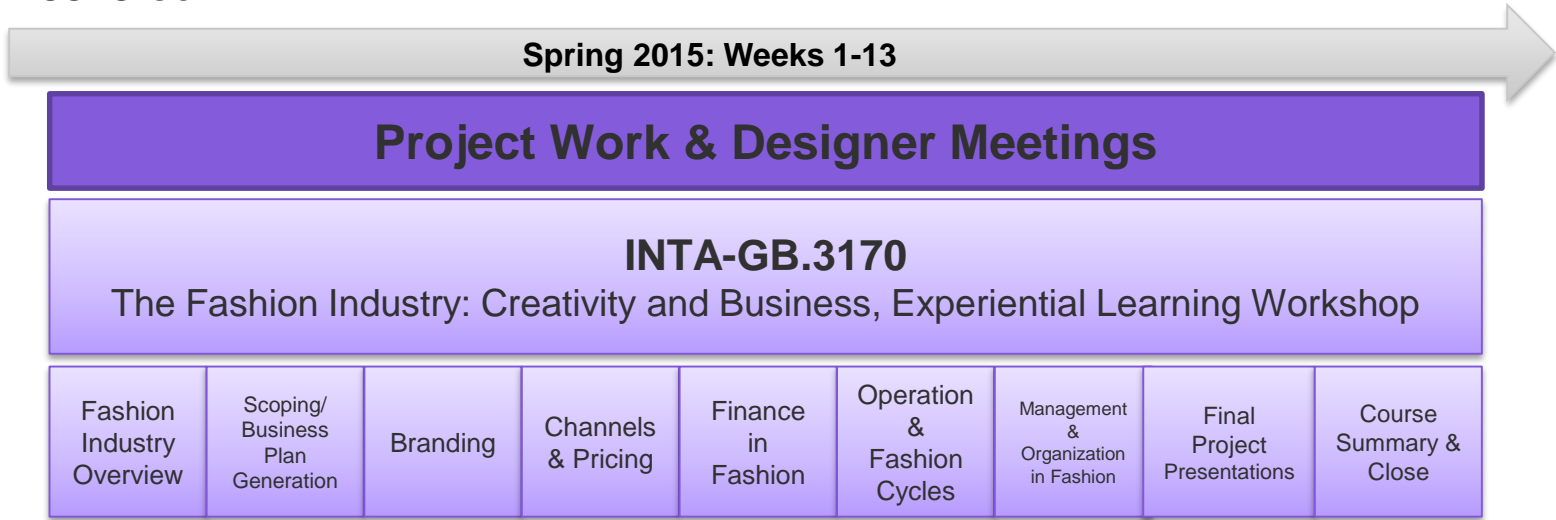 Spring 2015: Weeks 1-13
Project Work & Designer Meetings
INTA-GB.3170
The Fashion Industry: Creativity and Business, Experiential Learning Workshop
Fashion
Industry
Overview
Scoping/
Business
Plan
Generation
Branding
Channels
& Pricing
Finance
in
Fashion
Operation
&
Fashion
Cycles
Management
&
Organization
in Fashion
Final
Project
Presentations
Course
Summary &
Close